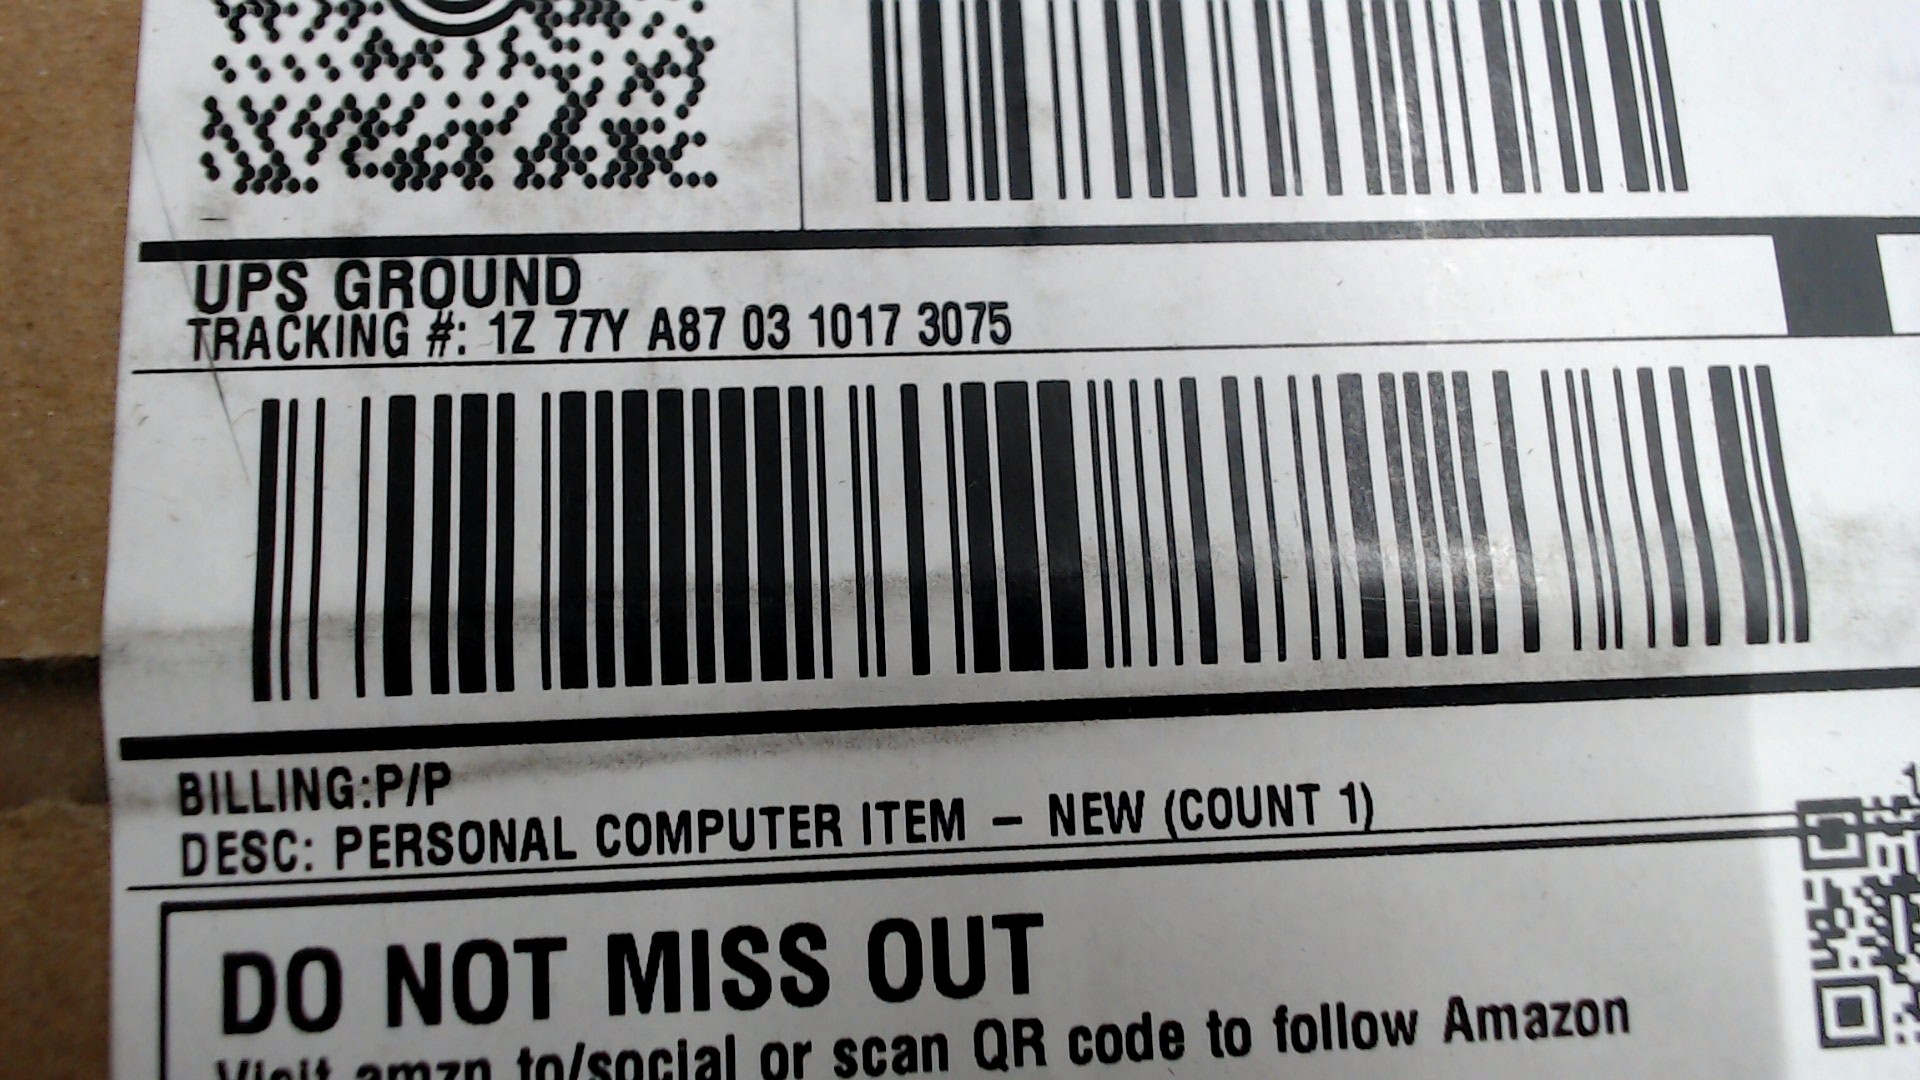 UPS GROUND
TRACKING #: 1Z 77Y A87 03 1017 3075
BILLING:P/P
DESC: PERSONAL COMPUTER ITEM – NEW (COUNT 1)
DO NOT MISS OUT
Visit amzn.to/social or scan QR code to follow Amazon